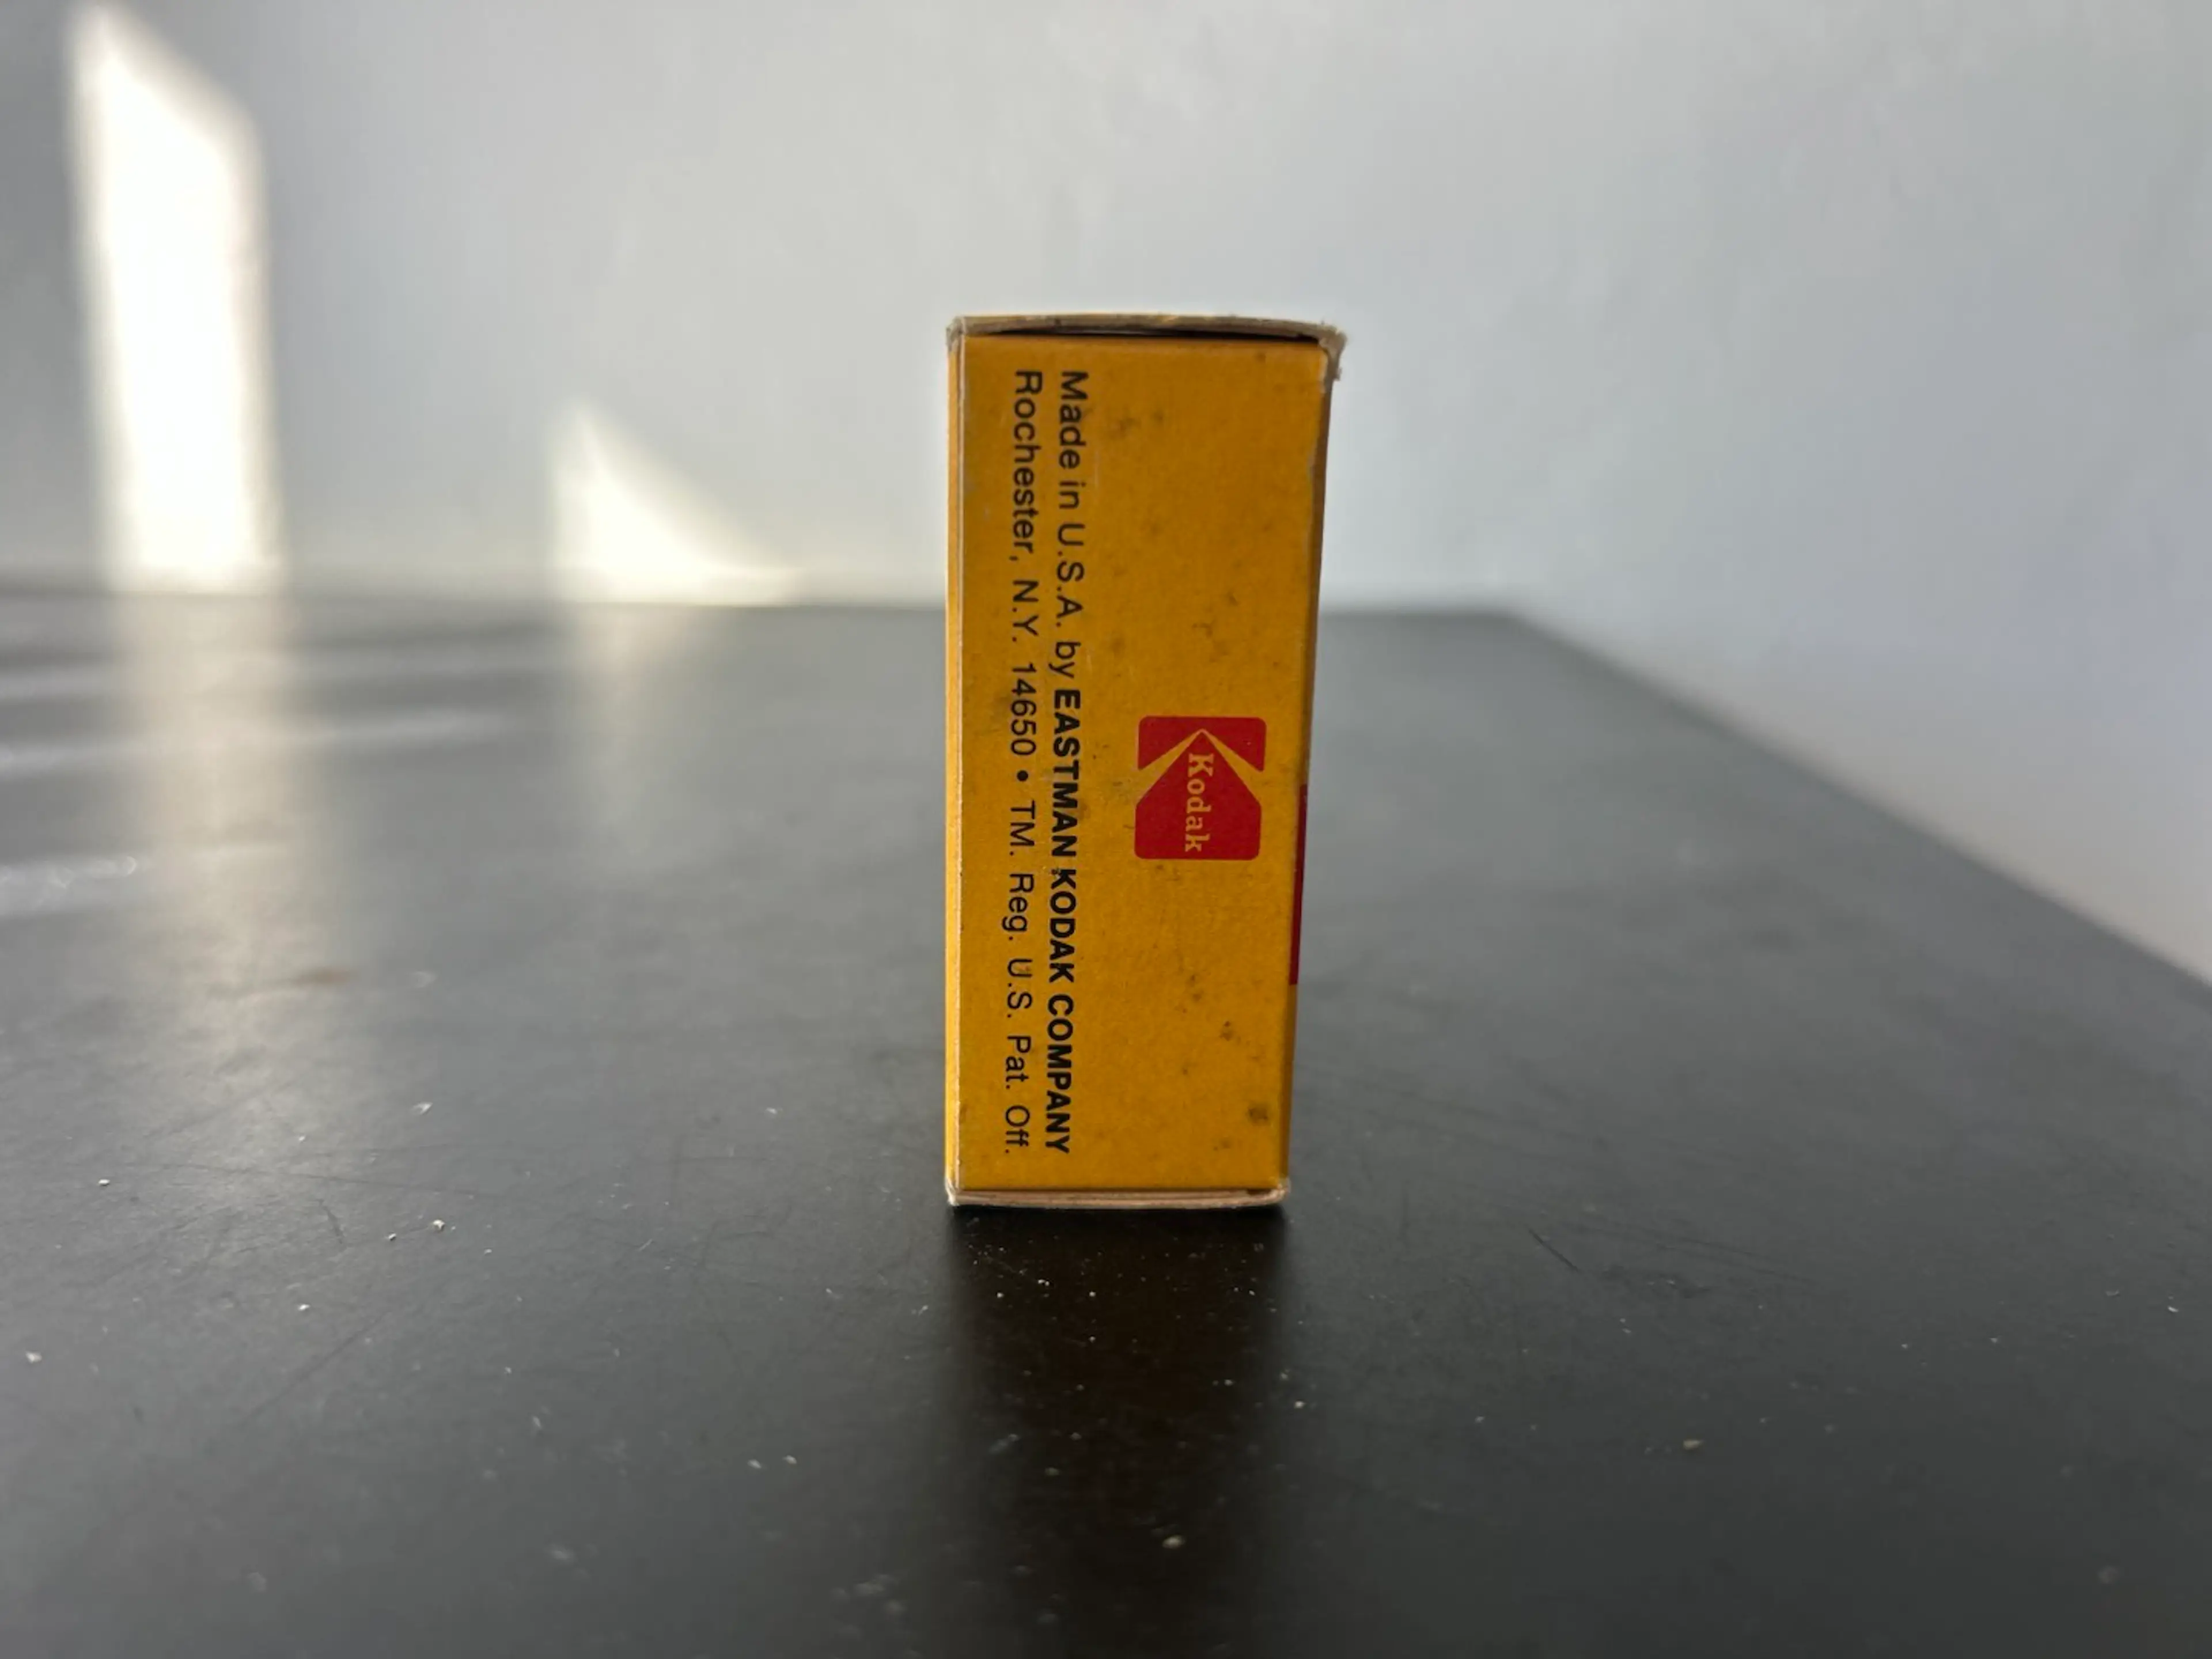 Kodak
Made in U.S.A. by EASTMAN KODAK COMPANY
Rochester, N.Y. 14650 • TM. Reg. U.S. Pat. Off.